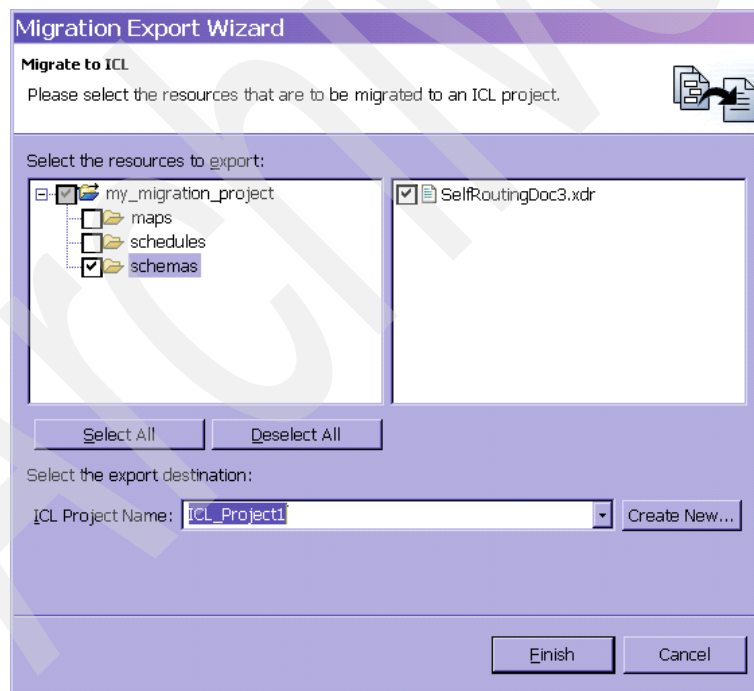 Migration Export Wizard
Migrate to ICL
Please select the resources that are to be migrated to an ICL project.
Select the resources to export:
my_migration_project
maps
schedules
schemas
SelfRoutingDoc3.xdr
Select All
Deselect All
Select the export destination:
ICL Project Name:
ICL_Project1
Create New...
Finish
Cancel